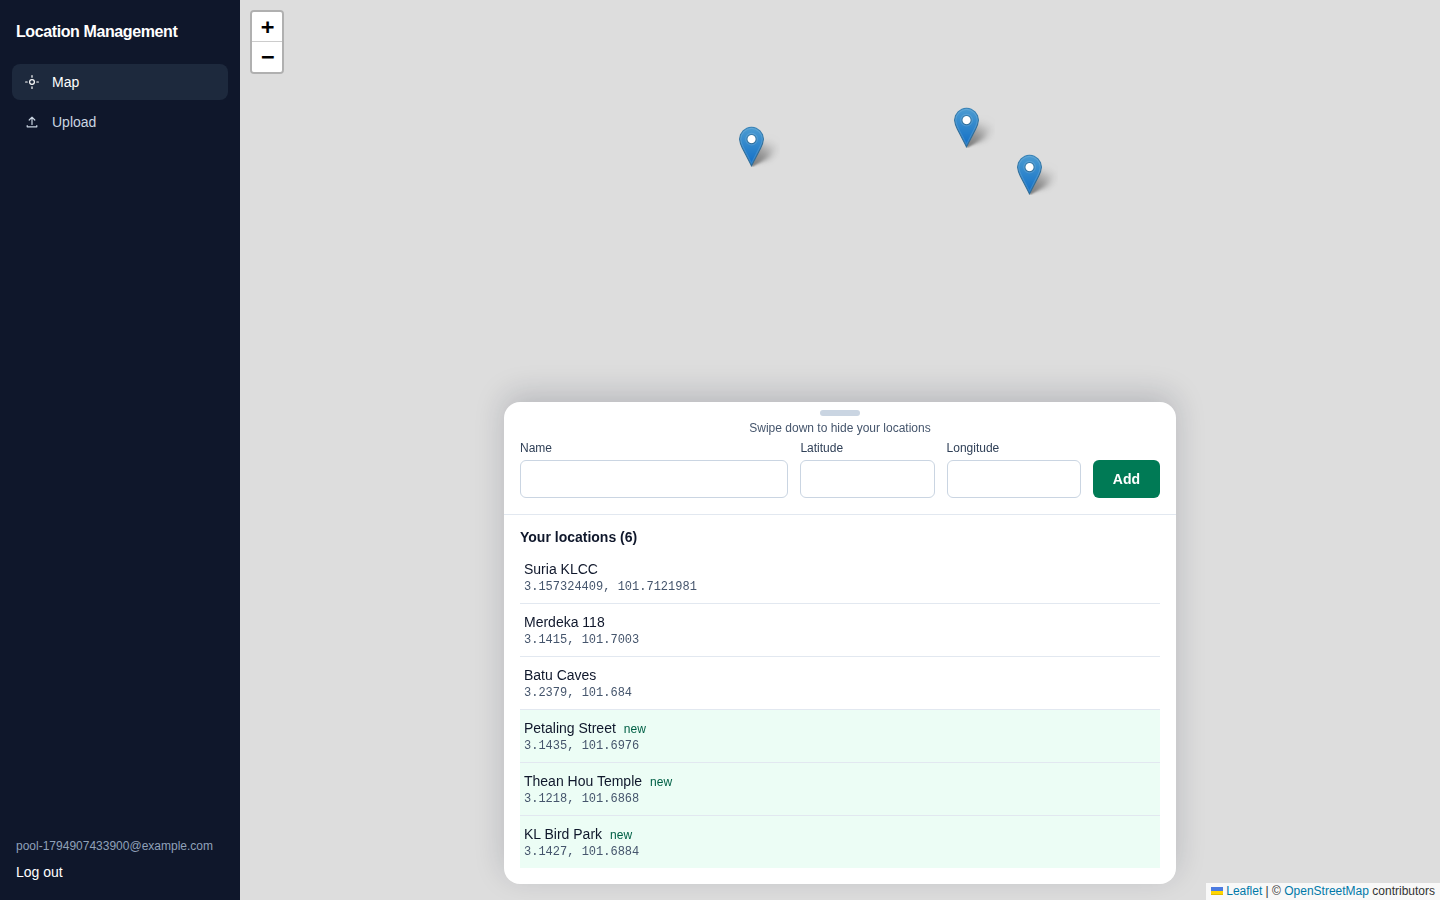 Location Management
Map
Upload
+
−
Swipe down to hide your locations
Name
Latitude
Longitude
Add
Your locations (6)
Suria KLCC
3.157324409, 101.7121981
Merdeka 118
3.1415, 101.7003
Batu Caves
3.2379, 101.684
Petaling Street new
3.1435, 101.6976
Thean Hou Temple new
3.1218, 101.6868
KL Bird Park new
3.1427, 101.6884
pool-1794907433900@example.com
Log out
Leaflet | © OpenStreetMap contributors